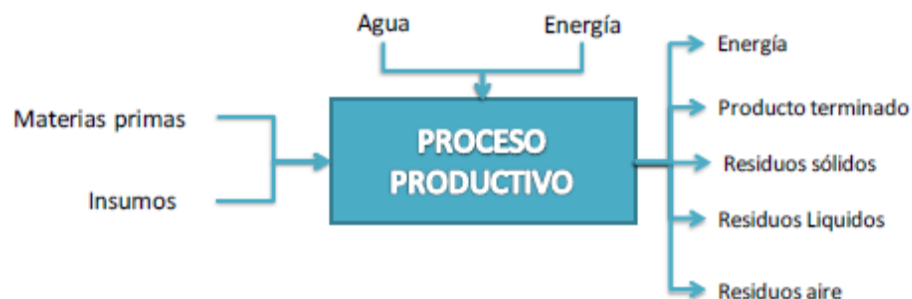 Agua
Energía
Materias primas
Insumos
PROCESO
PRODUCTIVO
Energía
Producto terminado
Residuos sólidos
Residuos Liquidos
Residuos aire